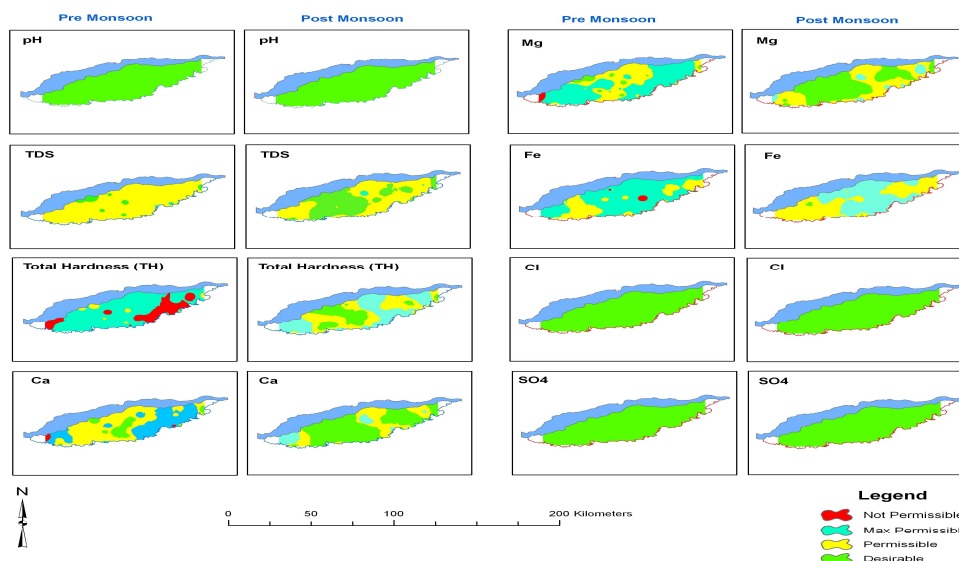 Pre Monsoon
Post Monsoon
Pre Monsoon
Post Monsoon
pH
pH
Mg
Mg
TDS
TDS
Fe
Fe
Total Hardness (TH)
Total Hardness (TH)
Cl
Cl
Ca
Ca
SO4
SO4
N
0 50 100 200 Kilometers
Legend
Not Permissible
Max Permissibl
Permissible
Desirable